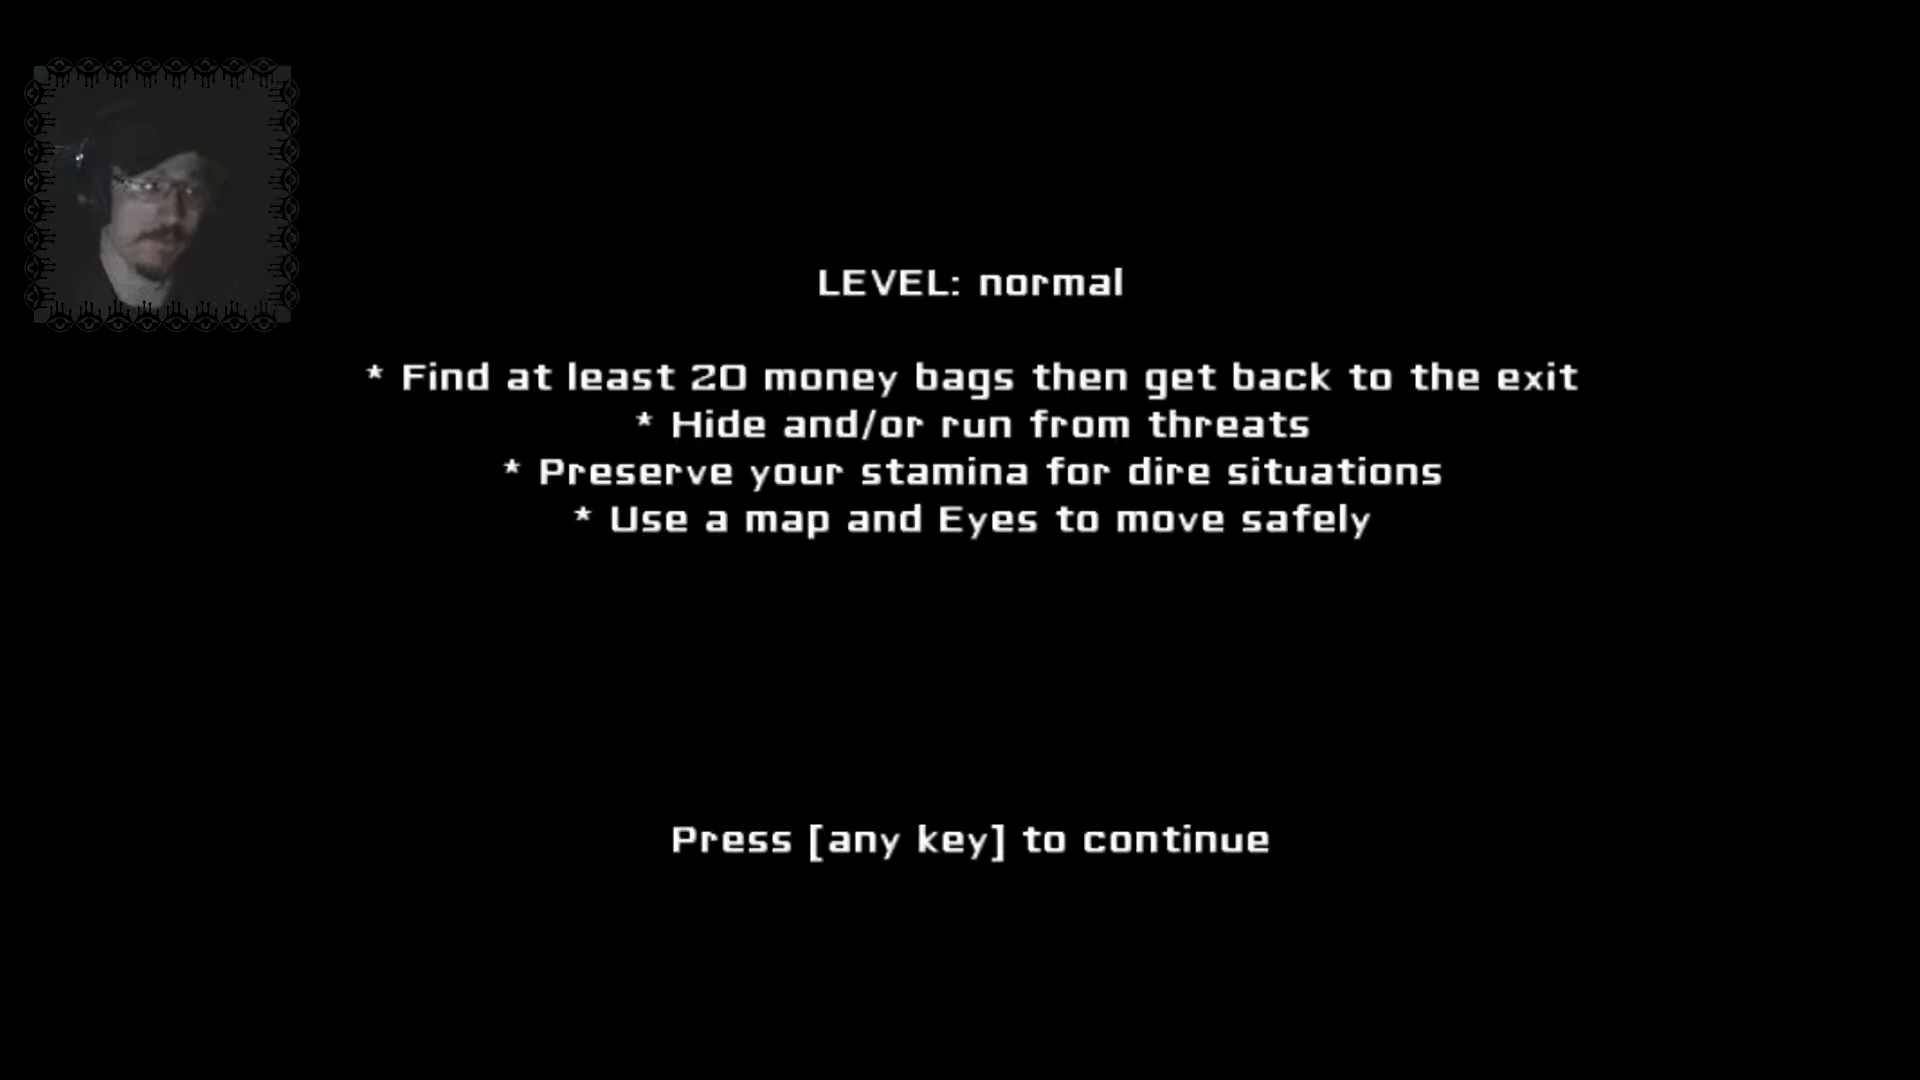 LEVEL: normal
* Find at least 20 money bags then get back to the exit
* Hide and/or run from threats
* Preserve your stamina for dire situations
* Use a map and Eyes to move safely
Press [any key] to continue